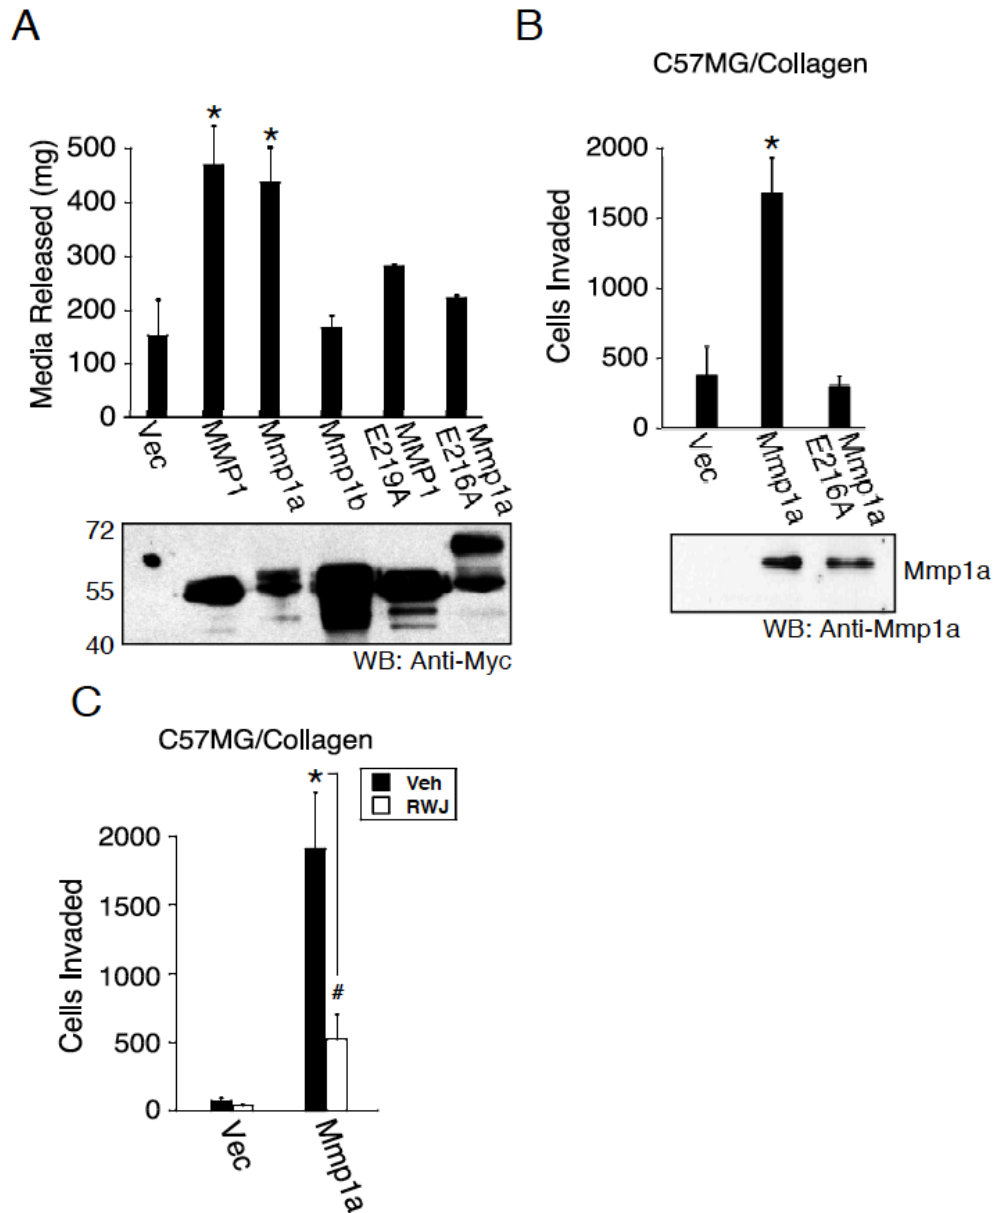 A
Media Released (mg)
500
400
300
200
100
0
*
*
Vec
MMP1
Mmp1a
Mmp1b
MMP1
E219A
Mmp1a
E216A
72
55
40
WB: Anti-Myc
B
C57MG/Collagen
Cells Invaded
2000
1500
1000
500
0
*
Vec
Mmp1a
Mmp1a
E216A
Mmp1a
WB: Anti-Mmp1a
C
C57MG/Collagen
Veh
RWJ
Cells Invaded
2000
1500
1000
500
0
*
#
Vec
Mmp1a